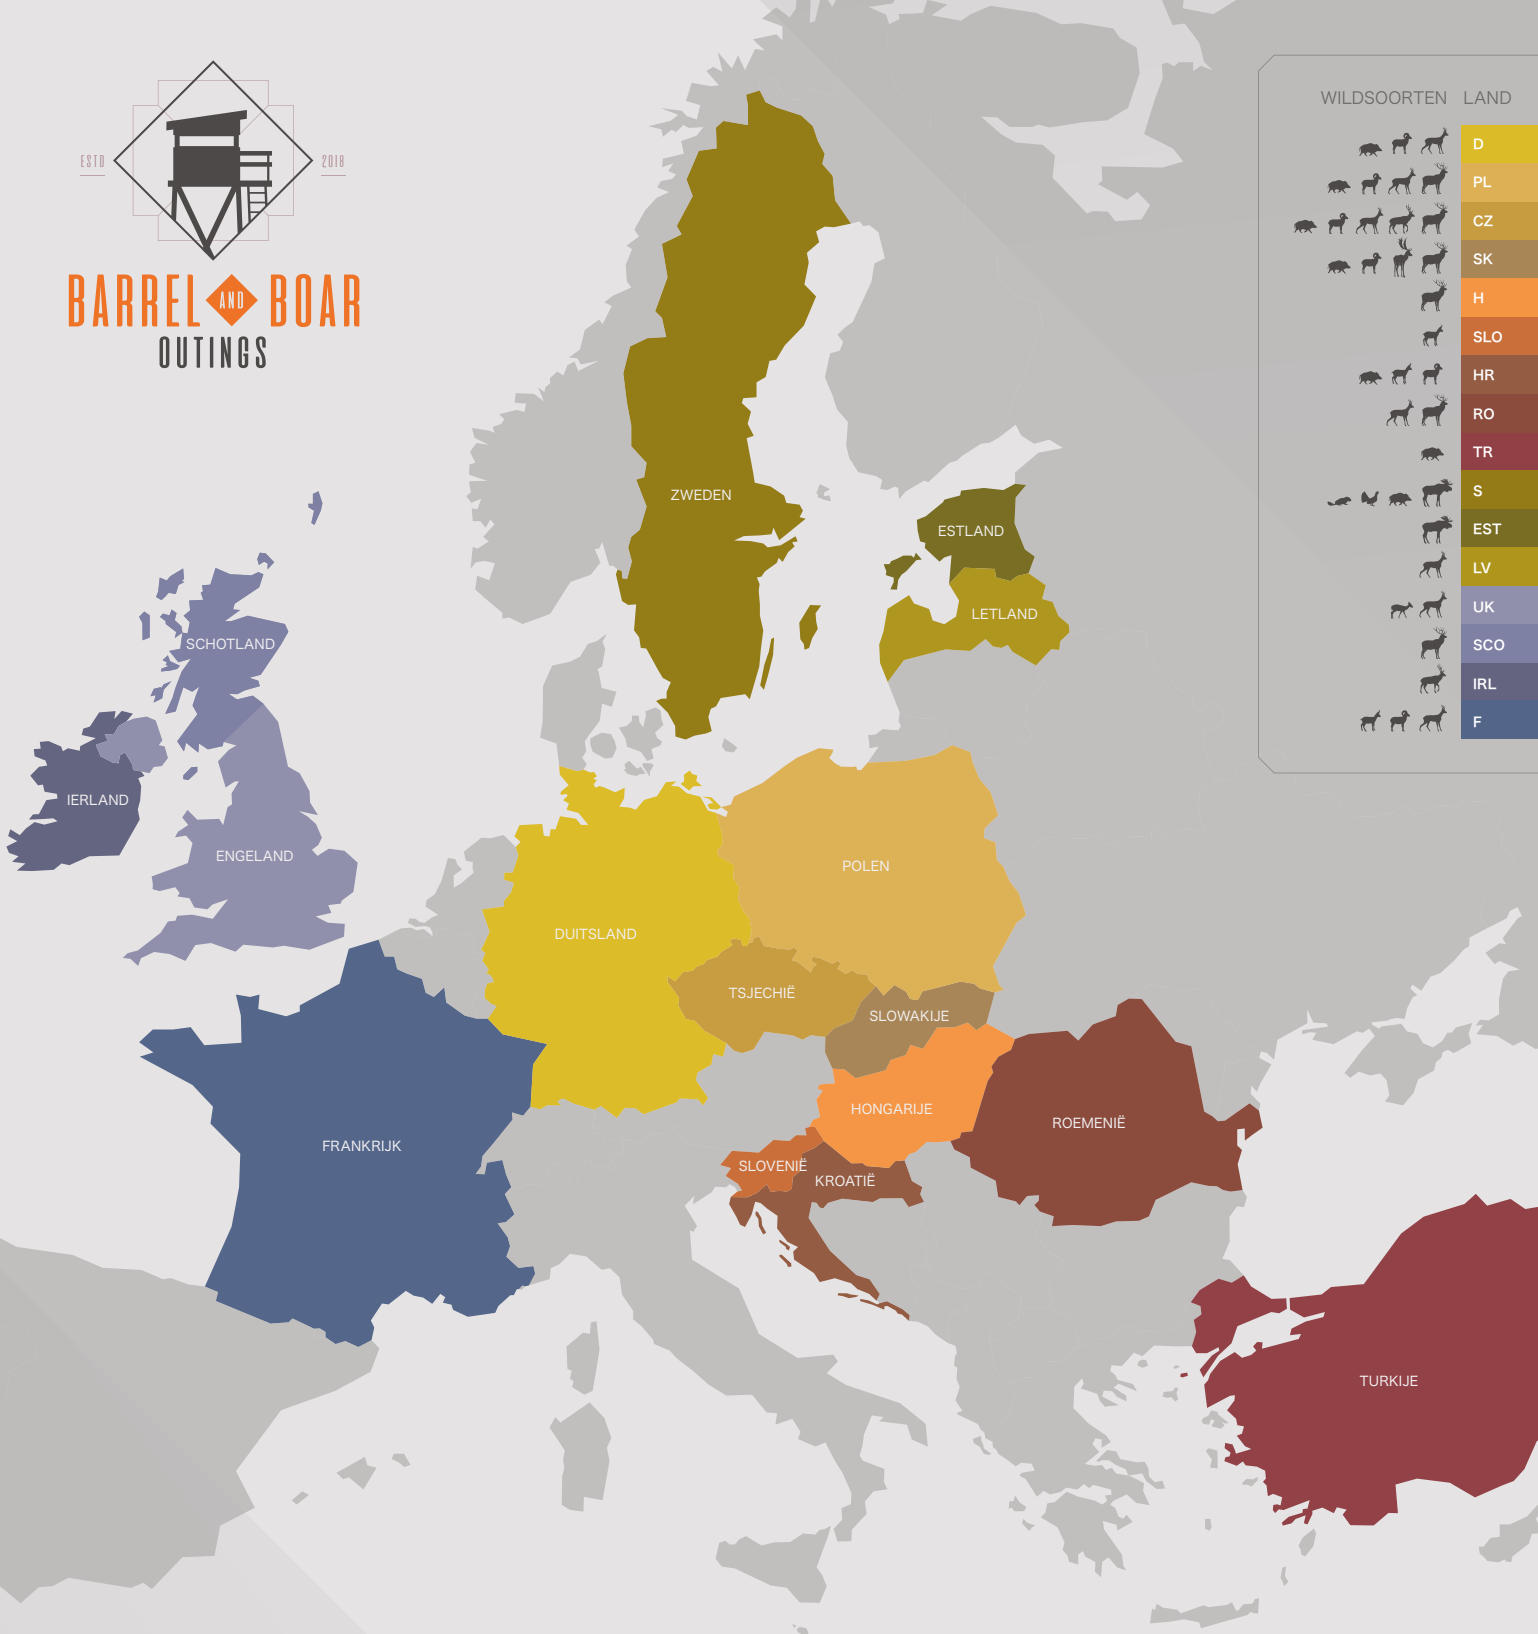 ESTD
2018
BARREL AND BOAR
OUTINGS
WILDSOORTEN LAND
D
PL
CZ
SK
H
SLO
HR
RO
TR
S
EST
LV
UK
SCO
IRL
F
ZWEDEN
ESTLAND
LETLAND
SCHOTLAND
IERLAND
ENGELAND
POLEN
DUITSLAND
TSJECHIË
SLOWAKIJE
HONGARIJE
ROEMENIË
FRANKRIJK
SLOVENIË
KROATIË
TURKIJE